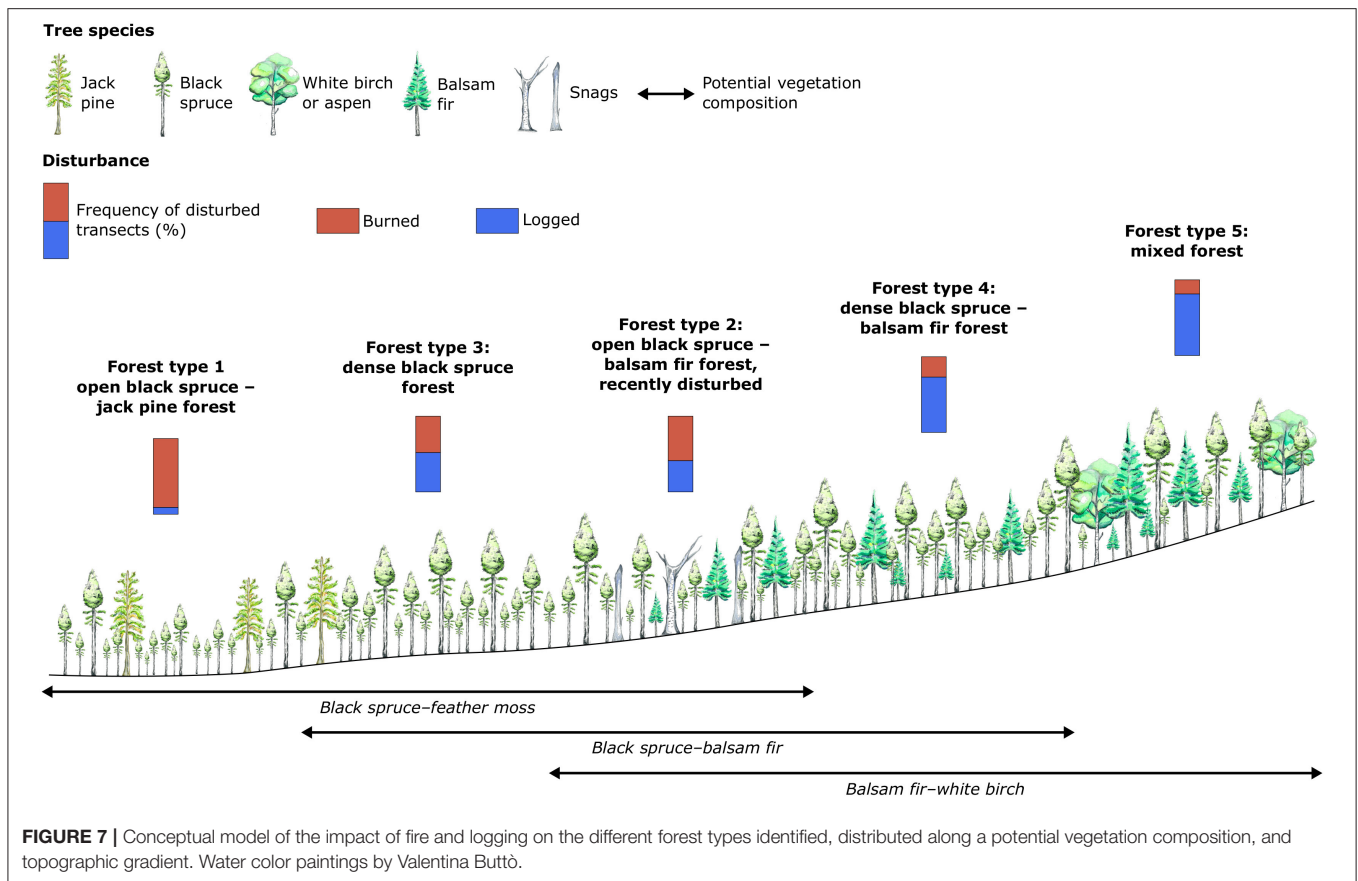 Tree species
Jack
pine
Black
spruce
White birch
or aspen
Balsam
fir
Snags
Potential vegetation
composition
Disturbance
Frequency of disturbed
transects (%)
Burned
Logged
Forest type 1
open black spruce –
jack pine forest
Forest type 3:
dense black spruce
forest
Forest type 2:
open black spruce –
balsam fir forest,
recently disturbed
Forest type 4:
dense black spruce –
balsam fir forest
Forest type 5:
mixed forest
Black spruce–feather moss
Black spruce–balsam fir
Balsam fir–white birch
FIGURE 7 | Conceptual model of the impact of fire and logging on the different forest types identified, distributed along a potential vegetation composition, and
topographic gradient. Water color paintings by Valentina Buttò.